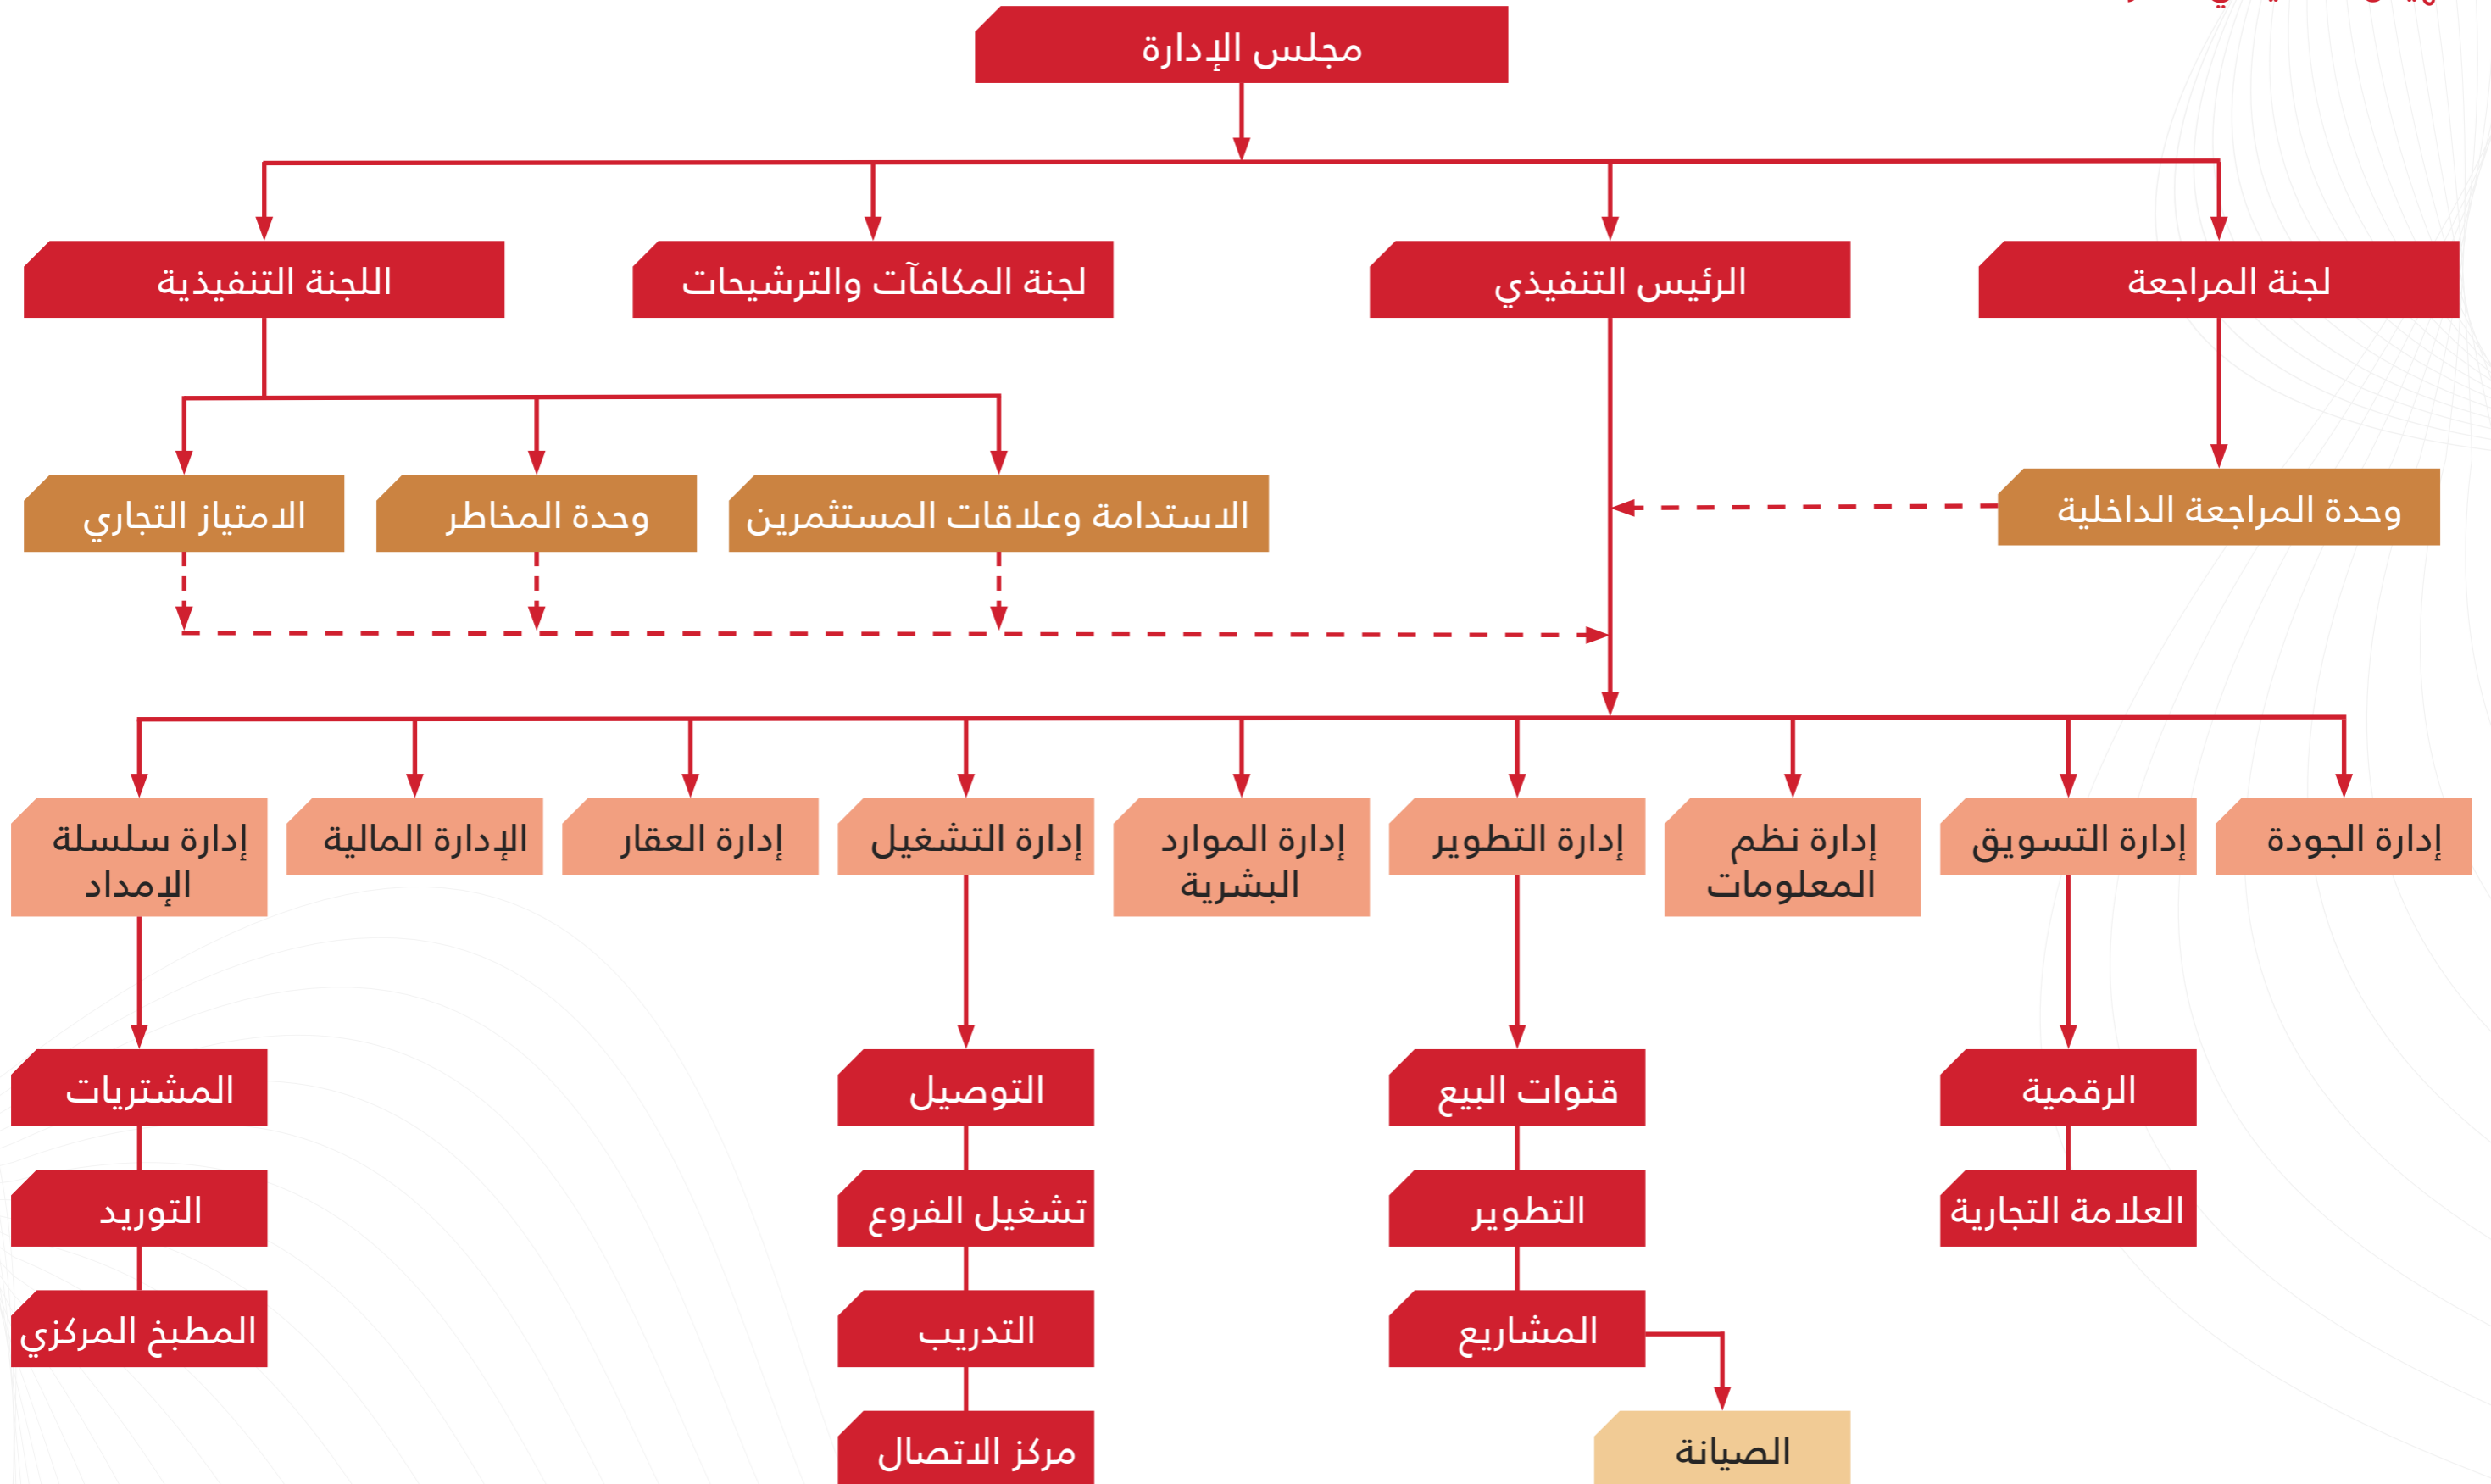 مجلس الإدارة
لجنة المراجعة
الرئيس التنفيذي
لجنة المكافآت والترشيحات
اللجنة التنفيذية
وحدة المراجعة الداخلية
الاستدامة وعلاقات المستثمرين
وحدة المخاطر
الامتياز التجاري
إدارة الجودة
إدارة التسويق
إدارة نظم
المعلومات
إدارة التطوير
إدارة الموارد
البشرية
إدارة التشغيل
إدارة العقار
الإدارة المالية
إدارة سلسلة
الإمداد
الرقمية
العلامة التجارية
قنوات البيع
التطوير
المشاريع
الصيانة
التوصيل
تشغيل الفروع
التدريب
مركز الاتصال
المشتريات
التوريد
المطبخ المركزي